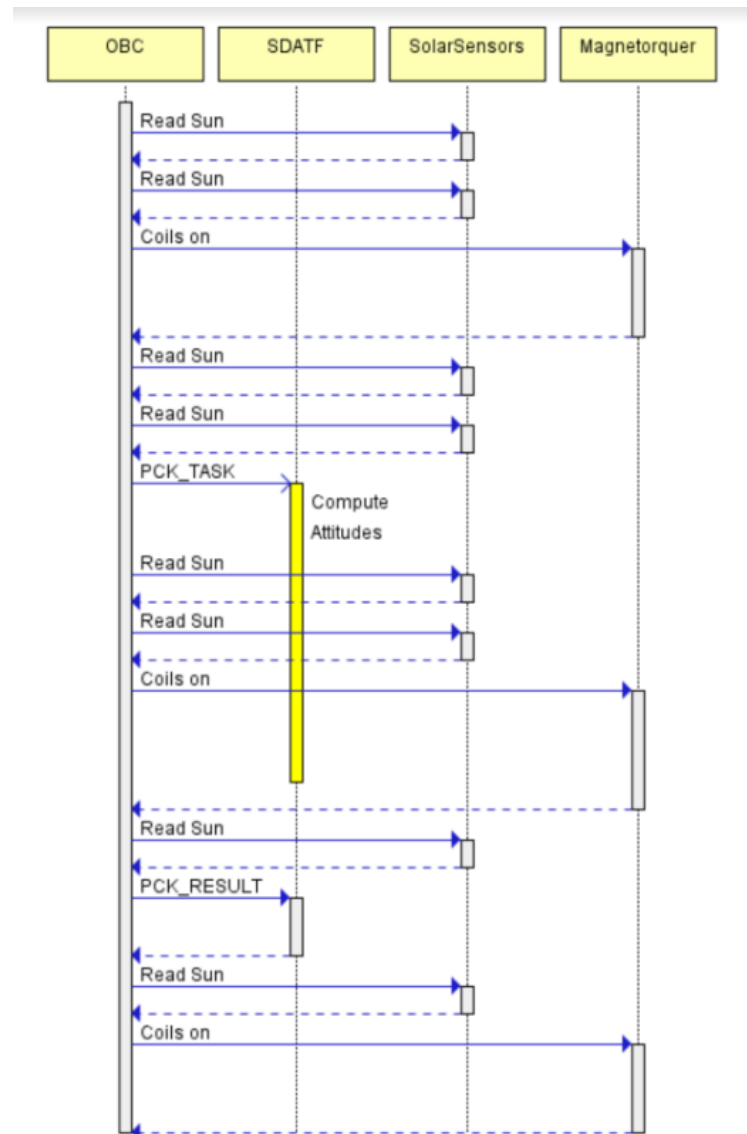 OBC
SDATF
SolarSensors
Magnetorquer
Read Sun
Read Sun
Coils on
Read Sun
Read Sun
PCK_TASK
Compute
Attitudes
Read Sun
Read Sun
Coils on
Read Sun
PCK_RESULT
Read Sun
Coils on